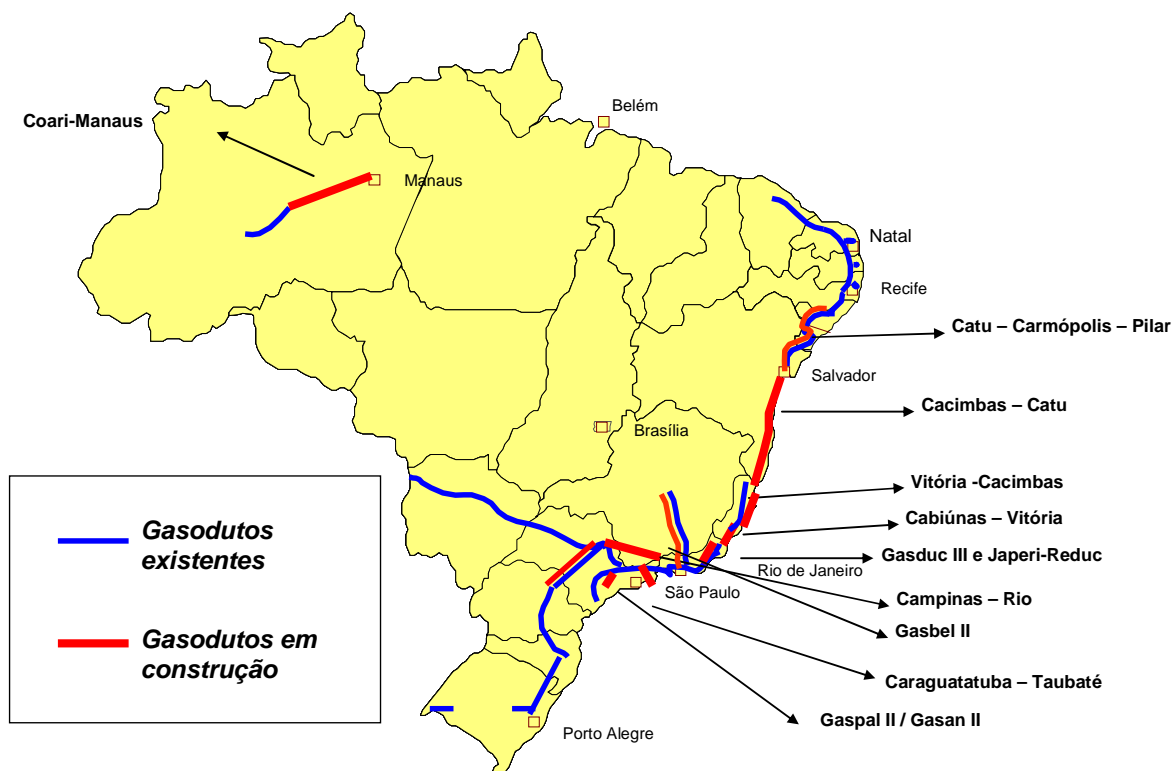 Belém
Coari-Manaus
Manaus
Natal
Recife
Catu – Carmópolis – Pilar
Salvador
Cacimbas – Catu
Brasília
Vitória -Cacimbas
Cabiúnas – Vitória
Gasodutos
existentes
Gasduc III e Japeri-Reduc
Rio de Janeiro
São Paulo
Campinas – Rio
Gasbel II
Gasodutos em
construção
Caraguatatuba – Taubaté
Gaspal II / Gasan II
Porto Alegre